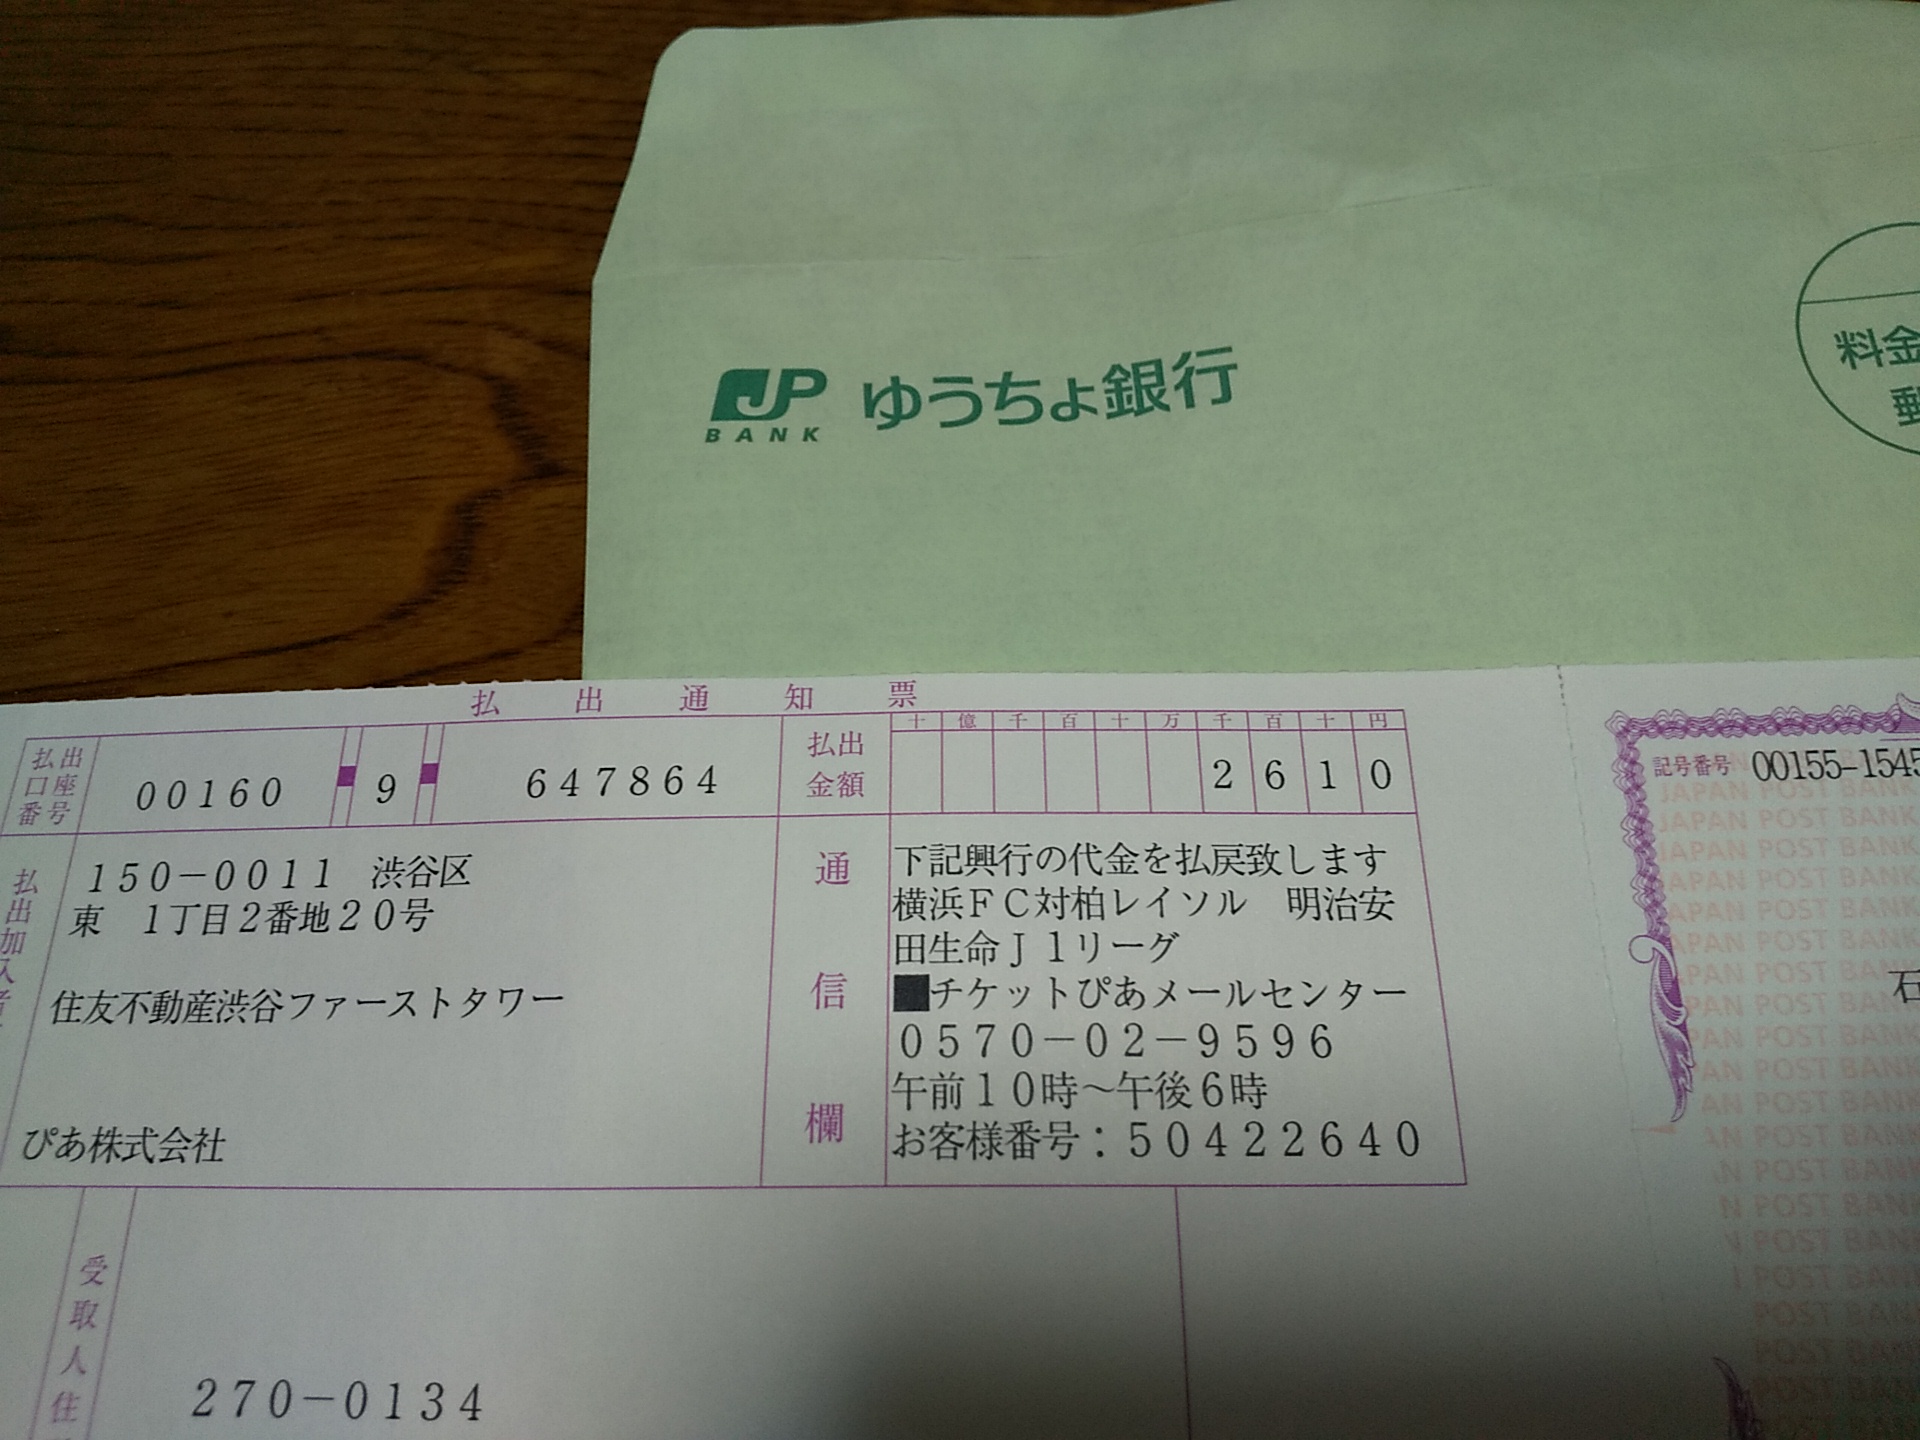 JP
BANK
ゆうちょ銀行
料金
郵
払出通知票
払出口座番号
00160 9 647864
払出金額
十 億 千 百 十 万 千 百 十 円
2 6 1 0
払出加入者
150-0011 渋谷区
東 1丁目2番地20号
住友不動産渋谷ファーストタワー
ぴあ株式会社
通信欄
下記興行の代金を払戻致します
横浜FC対柏レイソル 明治安
田生命J1リーグ
■チケットぴあメールセンター
0570-02-9596
午前10時~午後6時
お客様番号:50422640
受取人住
270-0134
記号番号 00155-1545
JAPAN POST BANK
石